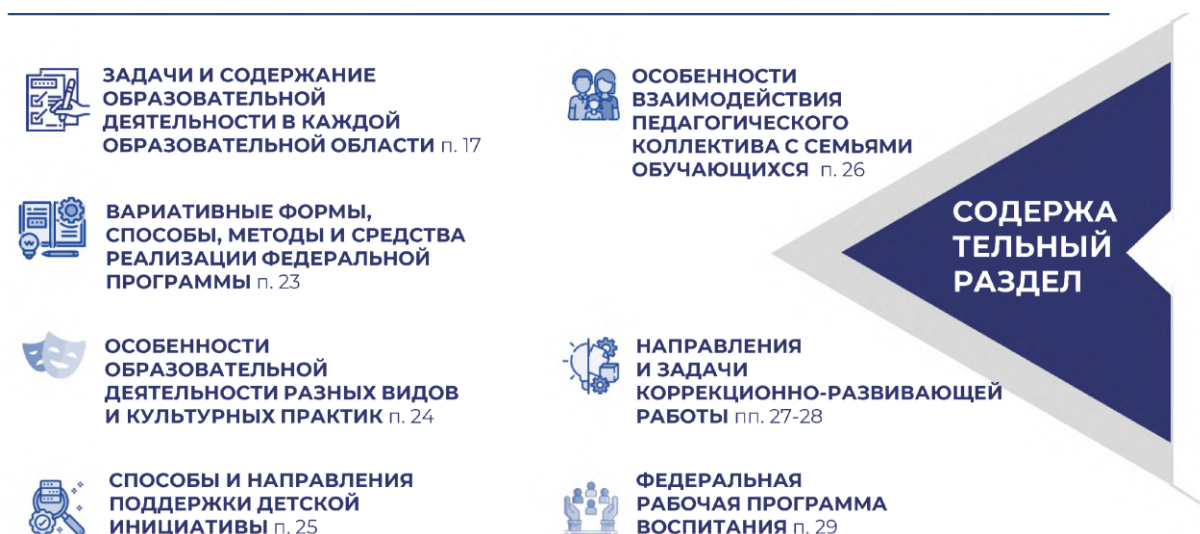 ЗАДАЧИ И СОДЕРЖАНИЕ
ОБРАЗОВАТЕЛЬНОЙ
ДЕЯТЕЛЬНОСТИ В КАЖДОЙ
ОБРАЗОВАТЕЛЬНОЙ ОБЛАСТИ п. 17
ВАРИАТИВНЫЕ ФОРМЫ,
СПОСОБЫ, МЕТОДЫ И СРЕДСТВА
РЕАЛИЗАЦИИ ФЕДЕРАЛЬНОЙ
ПРОГРАММЫ п. 23
ОСОБЕННОСТИ
ОБРАЗОВАТЕЛЬНОЙ
ДЕЯТЕЛЬНОСТИ РАЗНЫХ ВИДОВ
И КУЛЬТУРНЫХ ПРАКТИК п. 24
СПОСОБЫ И НАПРАВЛЕНИЯ
ПОДДЕРЖКИ ДЕТСКОЙ
ИНИЦИАТИВЫ п. 25
ОСОБЕННОСТИ
ВЗАИМОДЕЙСТВИЯ
ПЕДАГОГИЧЕСКОГО
КОЛЛЕКТИВА С СЕМЬЯМИ
ОБУЧАЮЩИХСЯ п. 26
НАПРАВЛЕНИЯ
И ЗАДАЧИ
КОРРЕКЦИОННО-РАЗВИВАЮЩЕЙ
РАБОТЫ пп. 27-28
ФЕДЕРАЛЬНАЯ
РАБОЧАЯ ПРОГРАММА
ВОСПИТАНИЯ п. 29
СОДЕРЖА
ТЕЛЬНЫЙ
РАЗДЕЛ